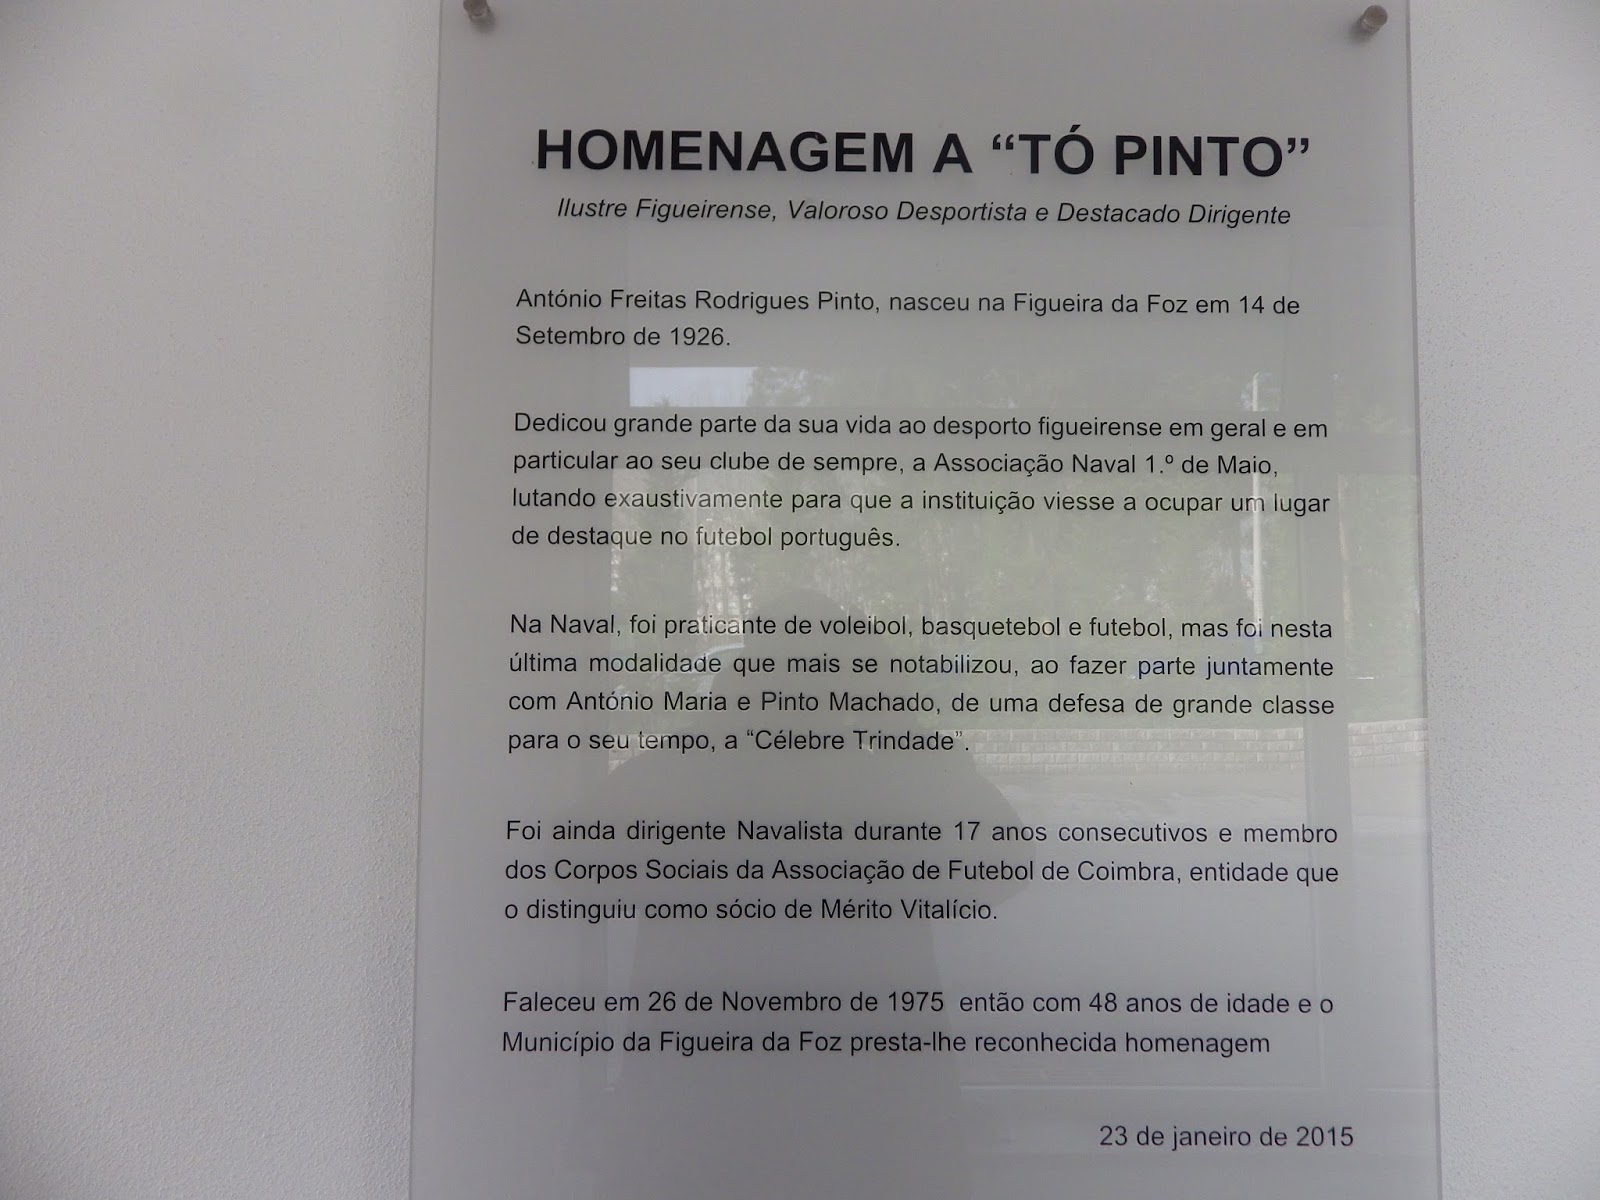 HOMENAGEM A “TÓ PINTO”
Ilustre Figueirense, Valoroso Desportista e Destacado Dirigente
António Freitas Rodrigues Pinto, nasceu na Figueira da Foz em 14 de
Setembro de 1926.
Dedicou grande parte da sua vida ao desporto figueirense em geral e em
particular ao seu clube de sempre, a Associação Naval 1.º de Maio,
lutando exaustivamente para que a instituição viesse a ocupar um lugar
de destaque no futebol português.
Na Naval, foi praticante de voleibol, basquetebol e futebol, mas foi nesta
última modalidade que mais se notabilizou, ao fazer parte juntamente
com António Maria e Pinto Machado, de uma defesa de grande classe
para o seu tempo, a “Célebre Trindade”.
Foi ainda dirigente Navalista durante 17 anos consecutivos e membro
dos Corpos Sociais da Associação de Futebol de Coimbra, entidade que
o distinguiu como sócio de Mérito Vitalício.
Faleceu em 26 de Novembro de 1975 então com 48 anos de idade e o
Município da Figueira da Foz presta-lhe reconhecida homenagem
23 de janeiro de 2015